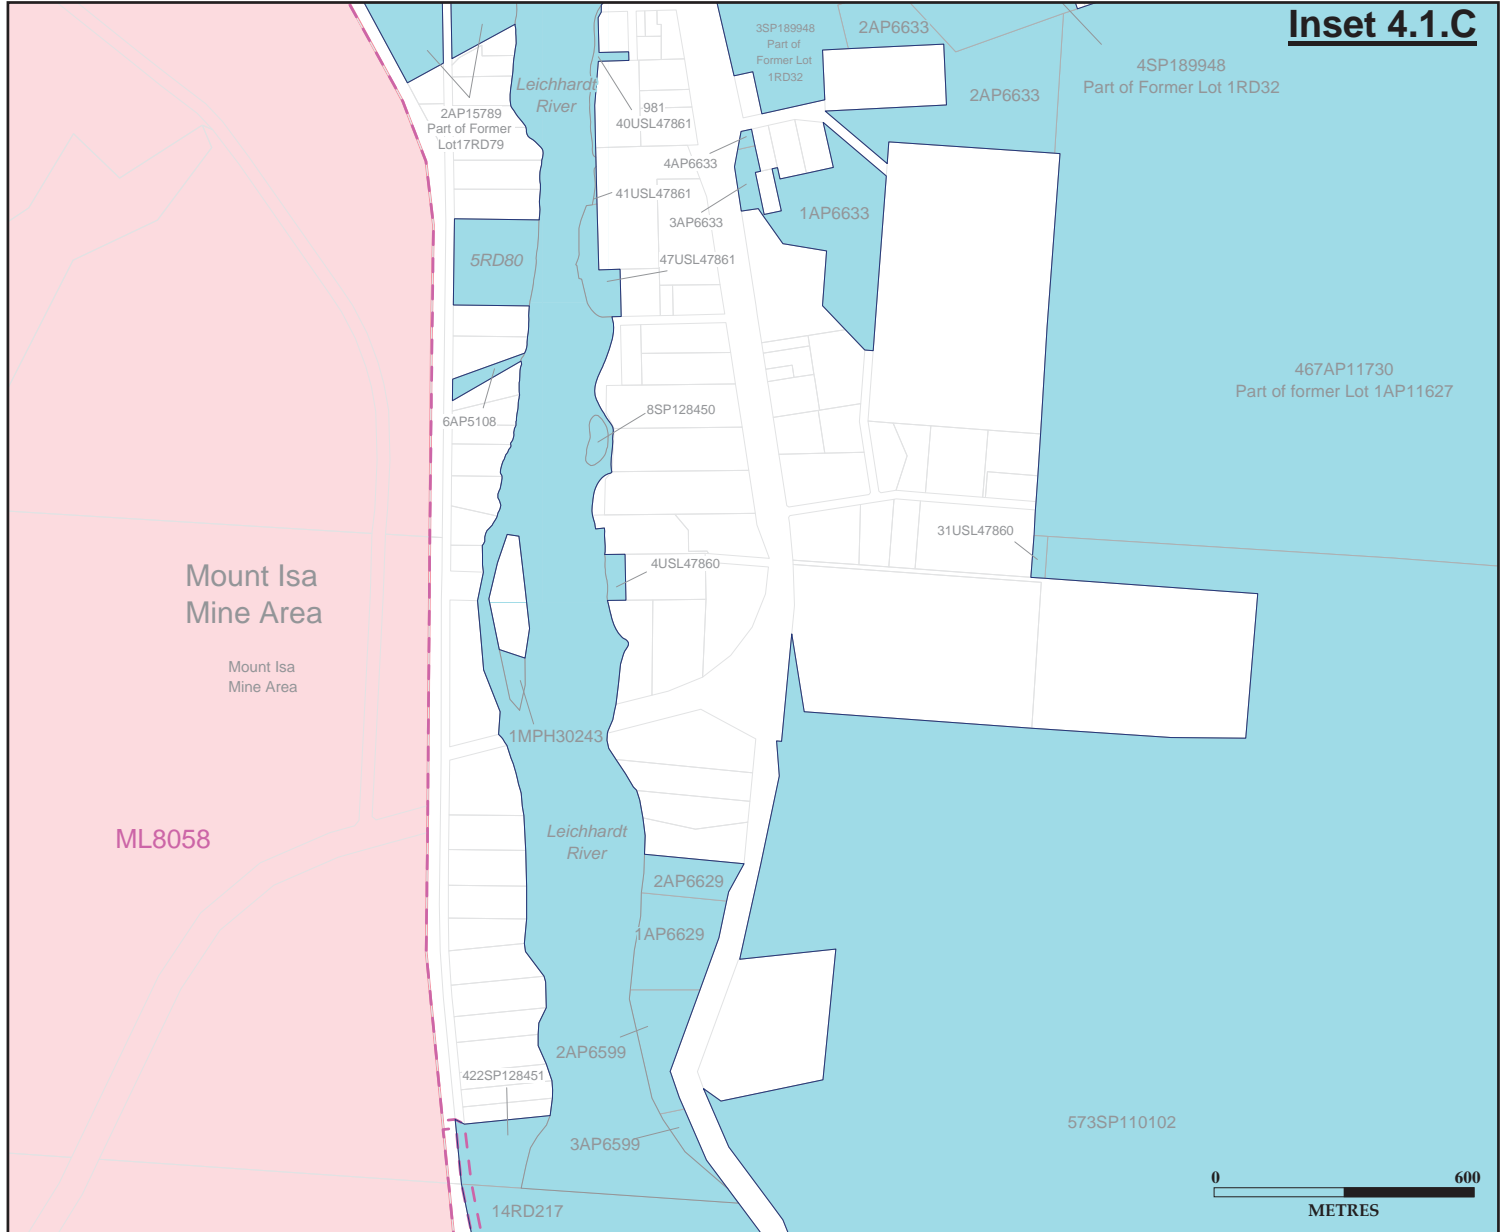 Inset 4.1.C
3SP189948
Part of
Former Lot
1RD32
2AP6633
4SP189948
Part of Former Lot 1RD32
2AP6633
Leichhardt
River
2AP15789
Part of Former
Lot17RD79
981
40USL47861
4AP6633
41USL47861
3AP6633
1AP6633
5RD80
47USL47861
467AP11730
Part of former Lot 1AP11627
6AP5108
8SP128450
31USL47860
4USL47860
Mount Isa
Mine Area
Mount Isa
Mine Area
1MPH30243
ML8058
Leichhardt
River
2AP6629
1AP6629
2AP6599
422SP128451
573SP110102
3AP6599
14RD217
0 600
METRES